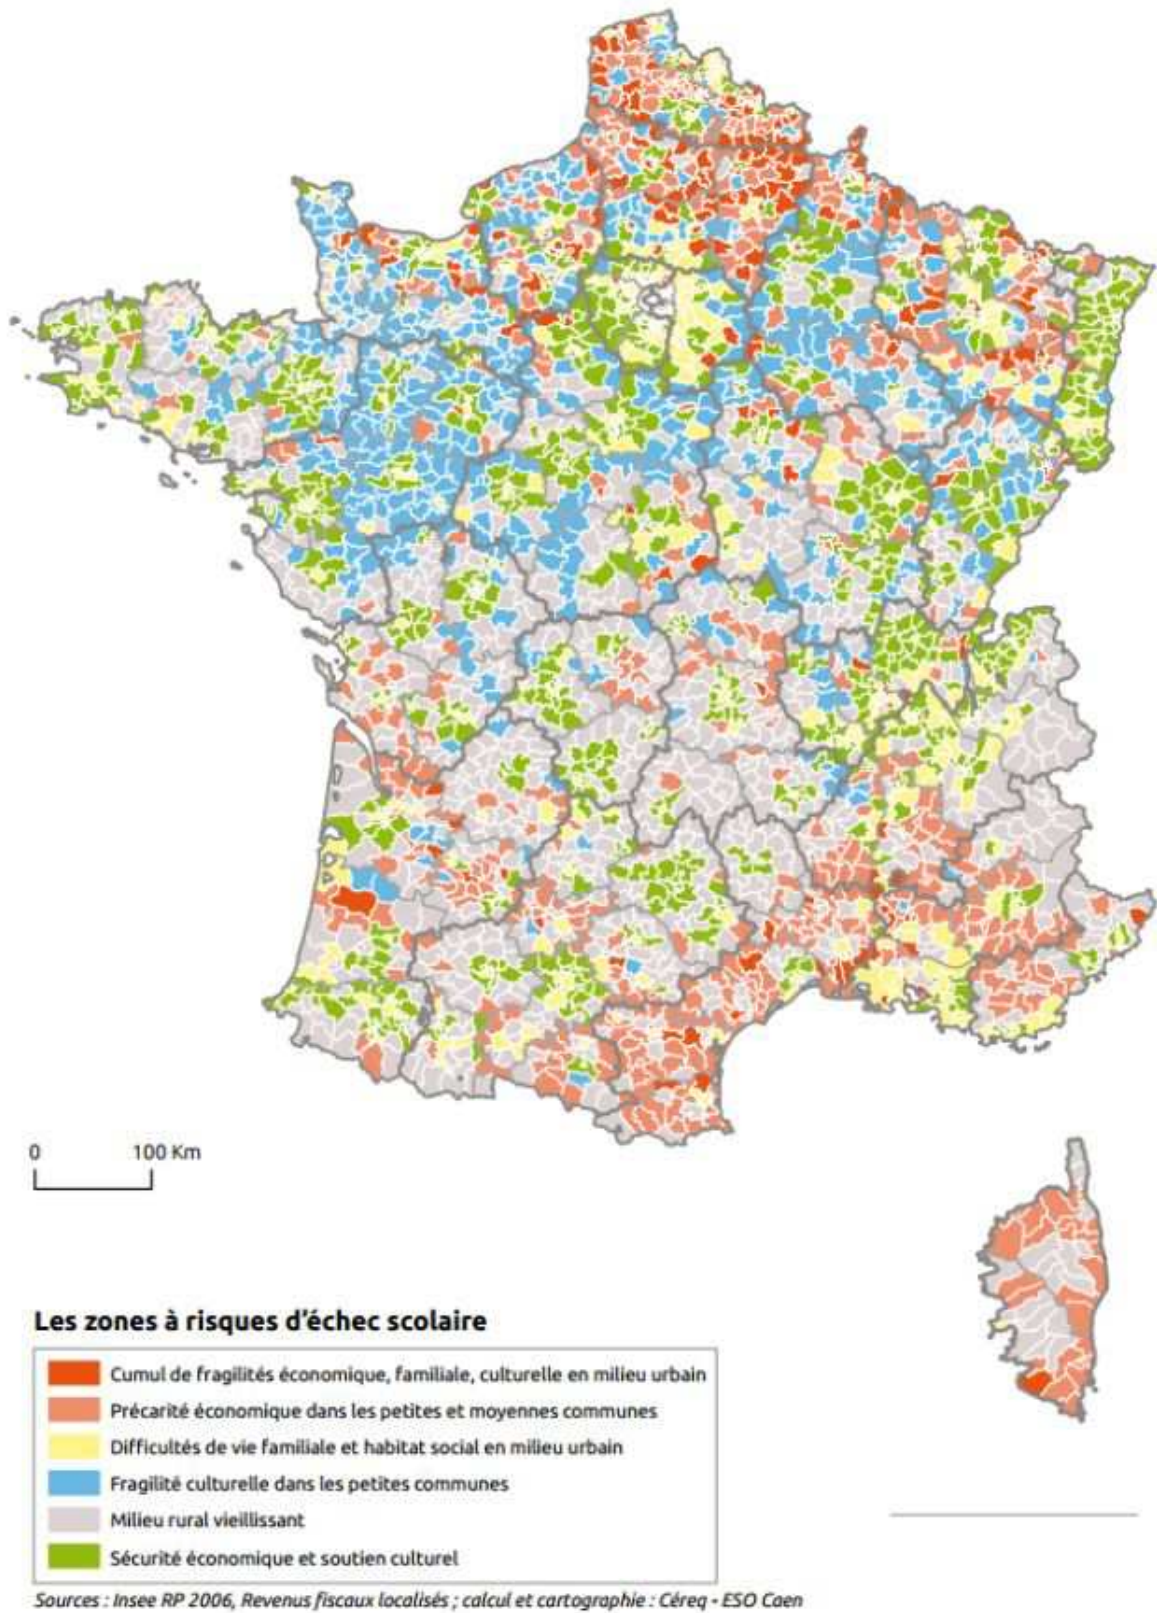 0 100 Km
Les zones à risques d'échec scolaire
Cumul de fragilités économique, familiale, culturelle en milieu urbain
Précarité économique dans les petites et moyennes communes
Difficultés de vie familiale et habitat social en milieu urbain
Fragilité culturelle dans les petites communes
Milieu rural vieillissant
Sécurité économique et soutien culturel
Sources : Insee RP 2006, Revenus fiscaux localisés ; calcul et cartographie : Céreq - ESO Caen